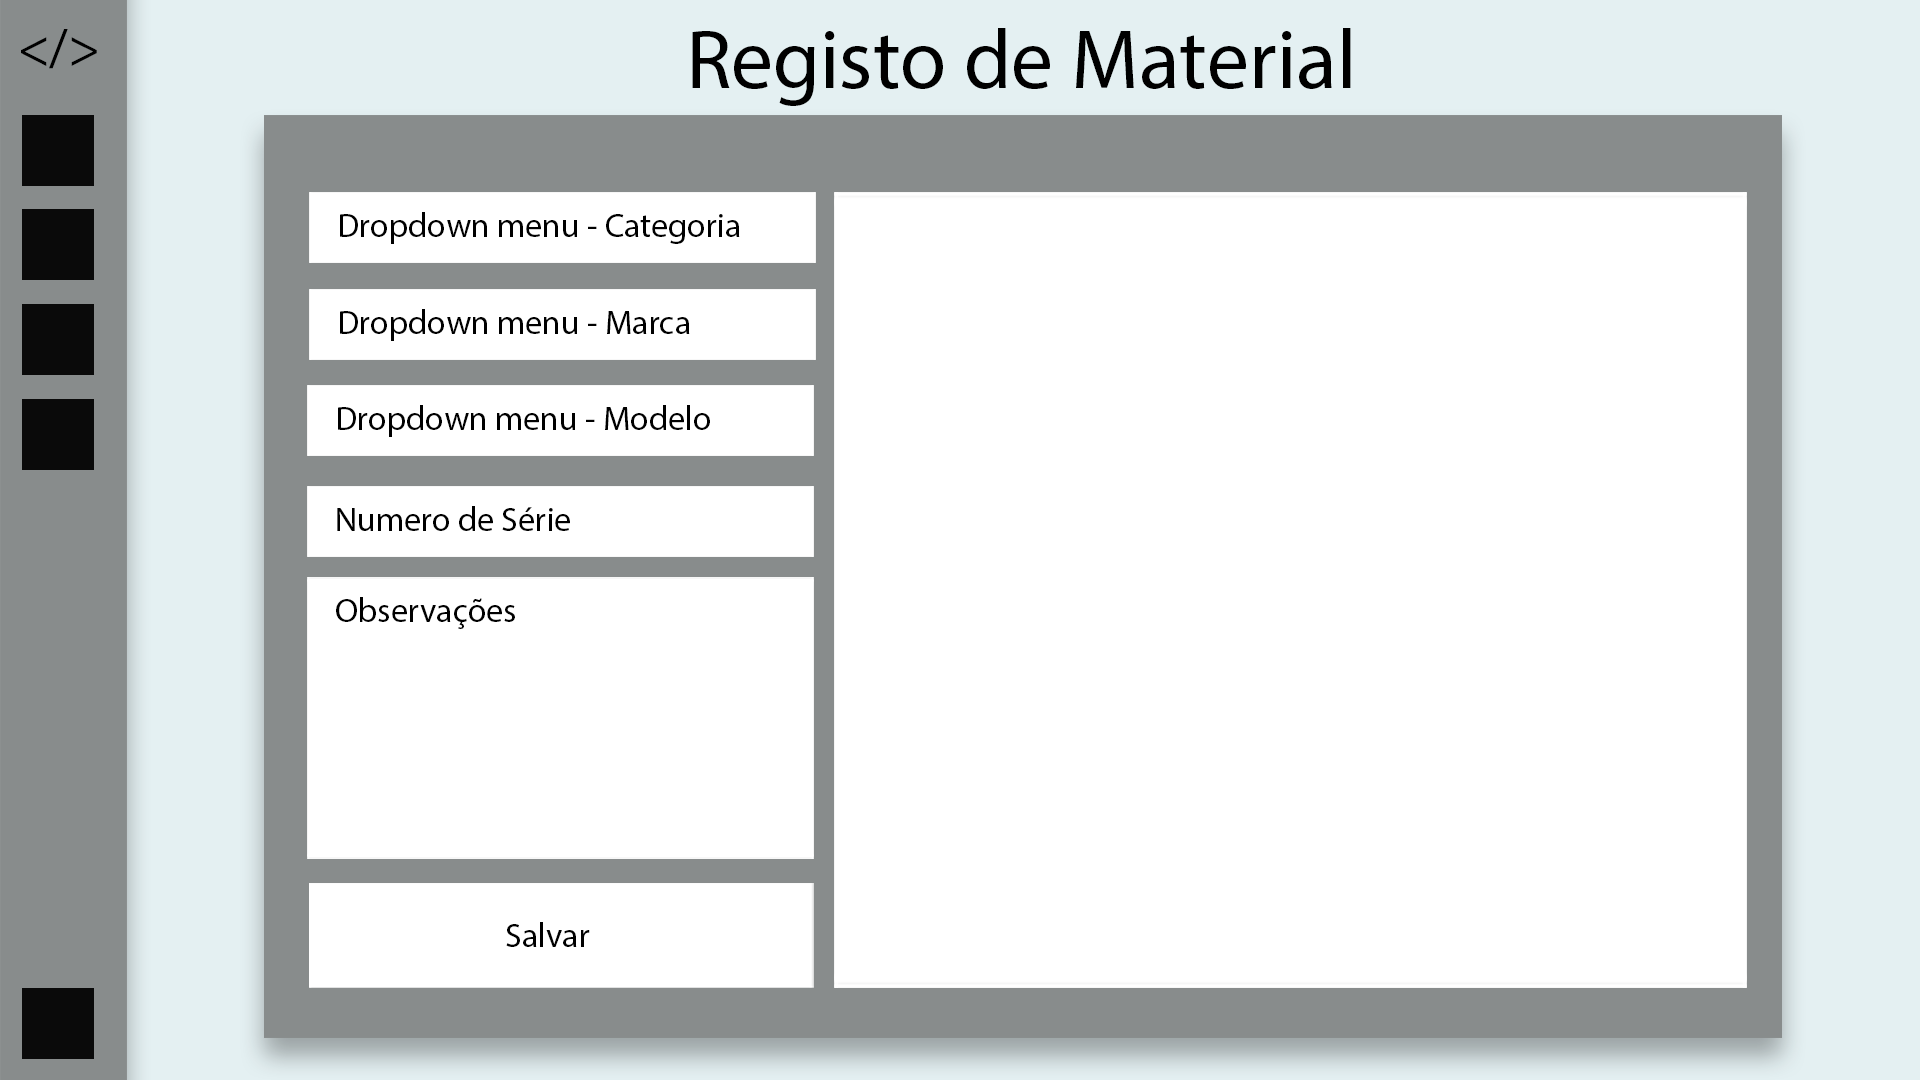 </>
Registo de Material
Dropdown menu - Categoria
Dropdown menu - Marca
Dropdown menu - Modelo
Numero de Série
Observações
Salvar